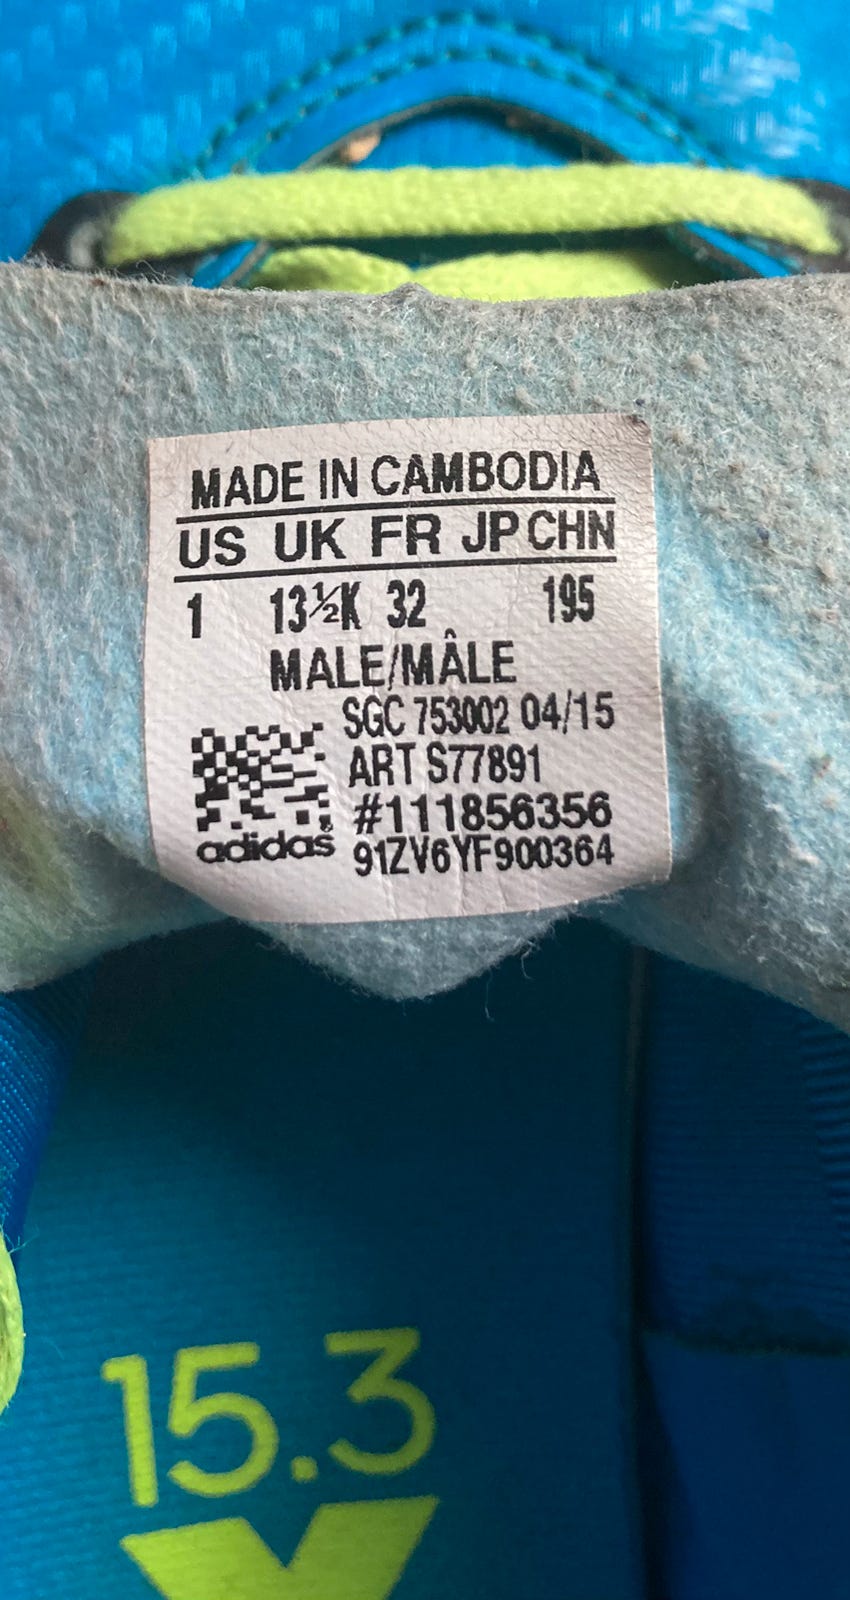 MADE IN CAMBODIA
US UK FR JP CHN
1 13½K 32 195
MALE/MÂLE
SGC 753002 04/15
ART S77891
#111856356
adidas® 91ZV6YF900364
15.3
X